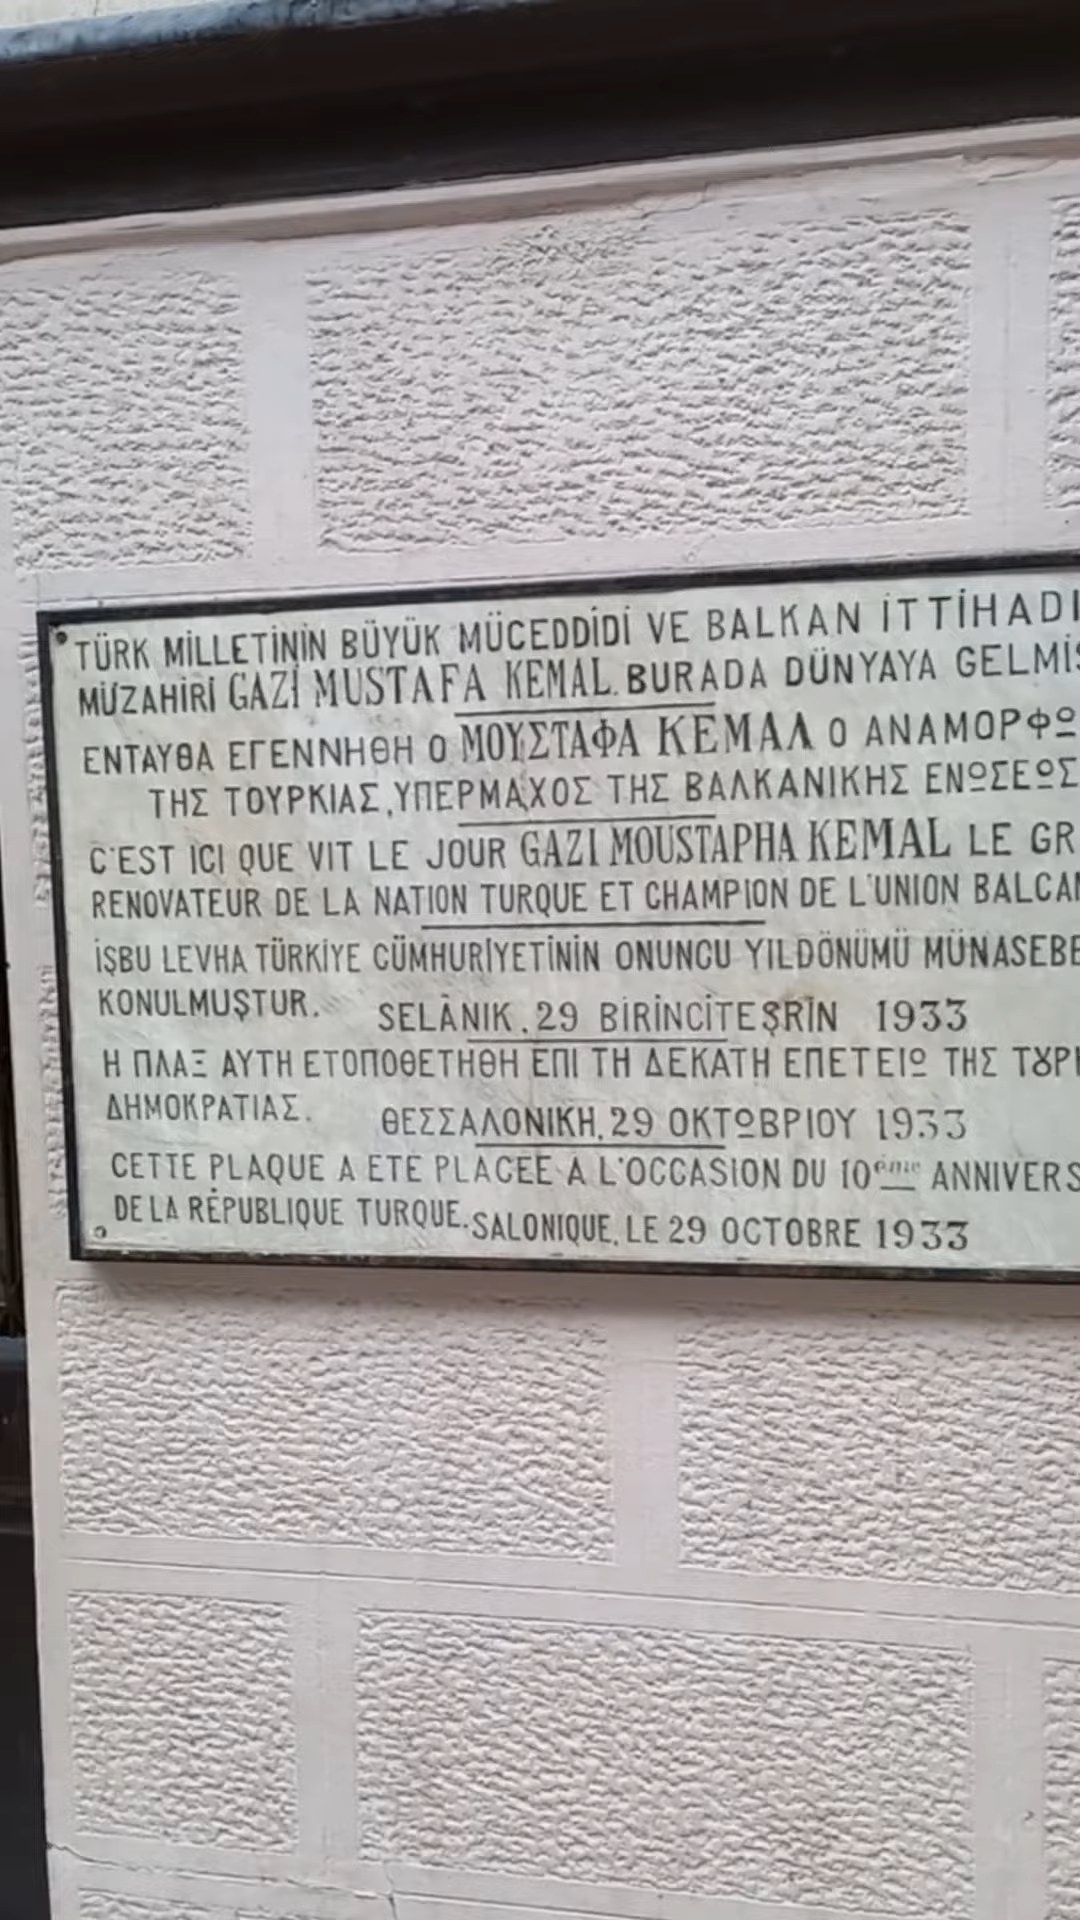 TÜRK MİLLETİNİN BÜYÜK MÜCEDDİDİ VE BALKAN İTTİHADI
MÜZAHİRİ GAZİ MUSTAFA KEMAL BURADA DÜNYAYA
ΕΝΤΑΥΘΑ ΕΓΕΝΝΗΘΗ Ο ΜΟΥΣΤΑΦΑ ΚΕΜΑΛ Ο
ΤΗΣ ΤΟΥΡΚΙΑΣ, ΥΠΕΡΜΑΧΟΣ ΤΗΣ ΒΑΛΚΑΝΙΚΗΣ ΕΝΩΣΕΩΣ
C'EST ICI QUE VIT LE JOUR GAZI MOUSTAPHA KEMAL LE
RENOVATEUR DE LA NATION TURQUE ET CHAMPION DE L'UNION
İŞBU LEVHA TÜRKİYE CÜMHURİYETİNİN ONUNCU YILDÖNÜMÜ
KONULMUŞTUR. SELÂNİK, 29 BİRİNCİTEŞRİN 1933
Η ΠΛΑΞ ΑΥΤΗ ΕΤΟΠΟΘΕΤΗΘΗ ΕΠΙ ΤΗ ΔΕΚΑΤΗ ΕΠΕΤΕΙΩ ΤΗΣ
ΔΗΜΟΚΡΑΤΙΑΣ. ΘΕΣΣΑΛΟΝΙΚΗ, 29 ΟΚΤΩΒΡΙΟΥ 1933
CETTE PLAQUE A ETE PLACEE A L'OCCASION DU 10ème
DE LA RÉPUBLIQUE TURQUE. SALONIQUE, LE 29 OCTOBRE 1933